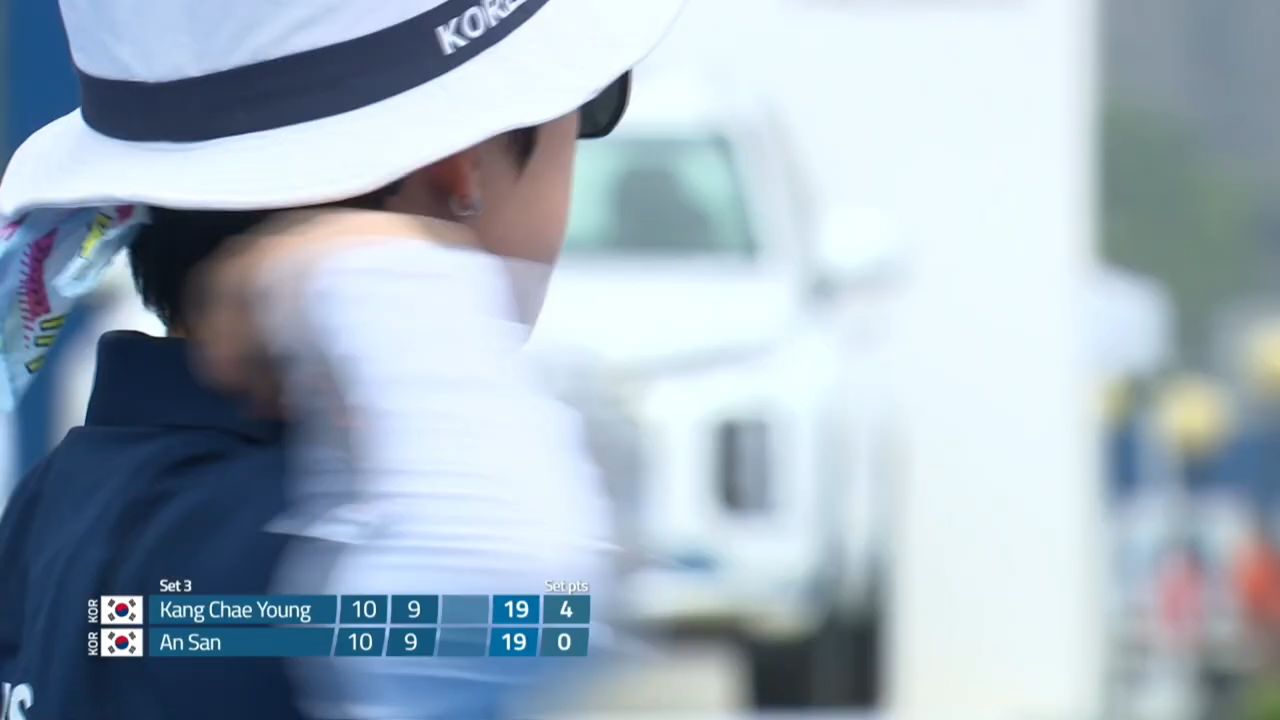 KOREA
Set 3
Set pts
KOR Kang Chae Young 10 9 19 4
KOR An San 10 9 19 0